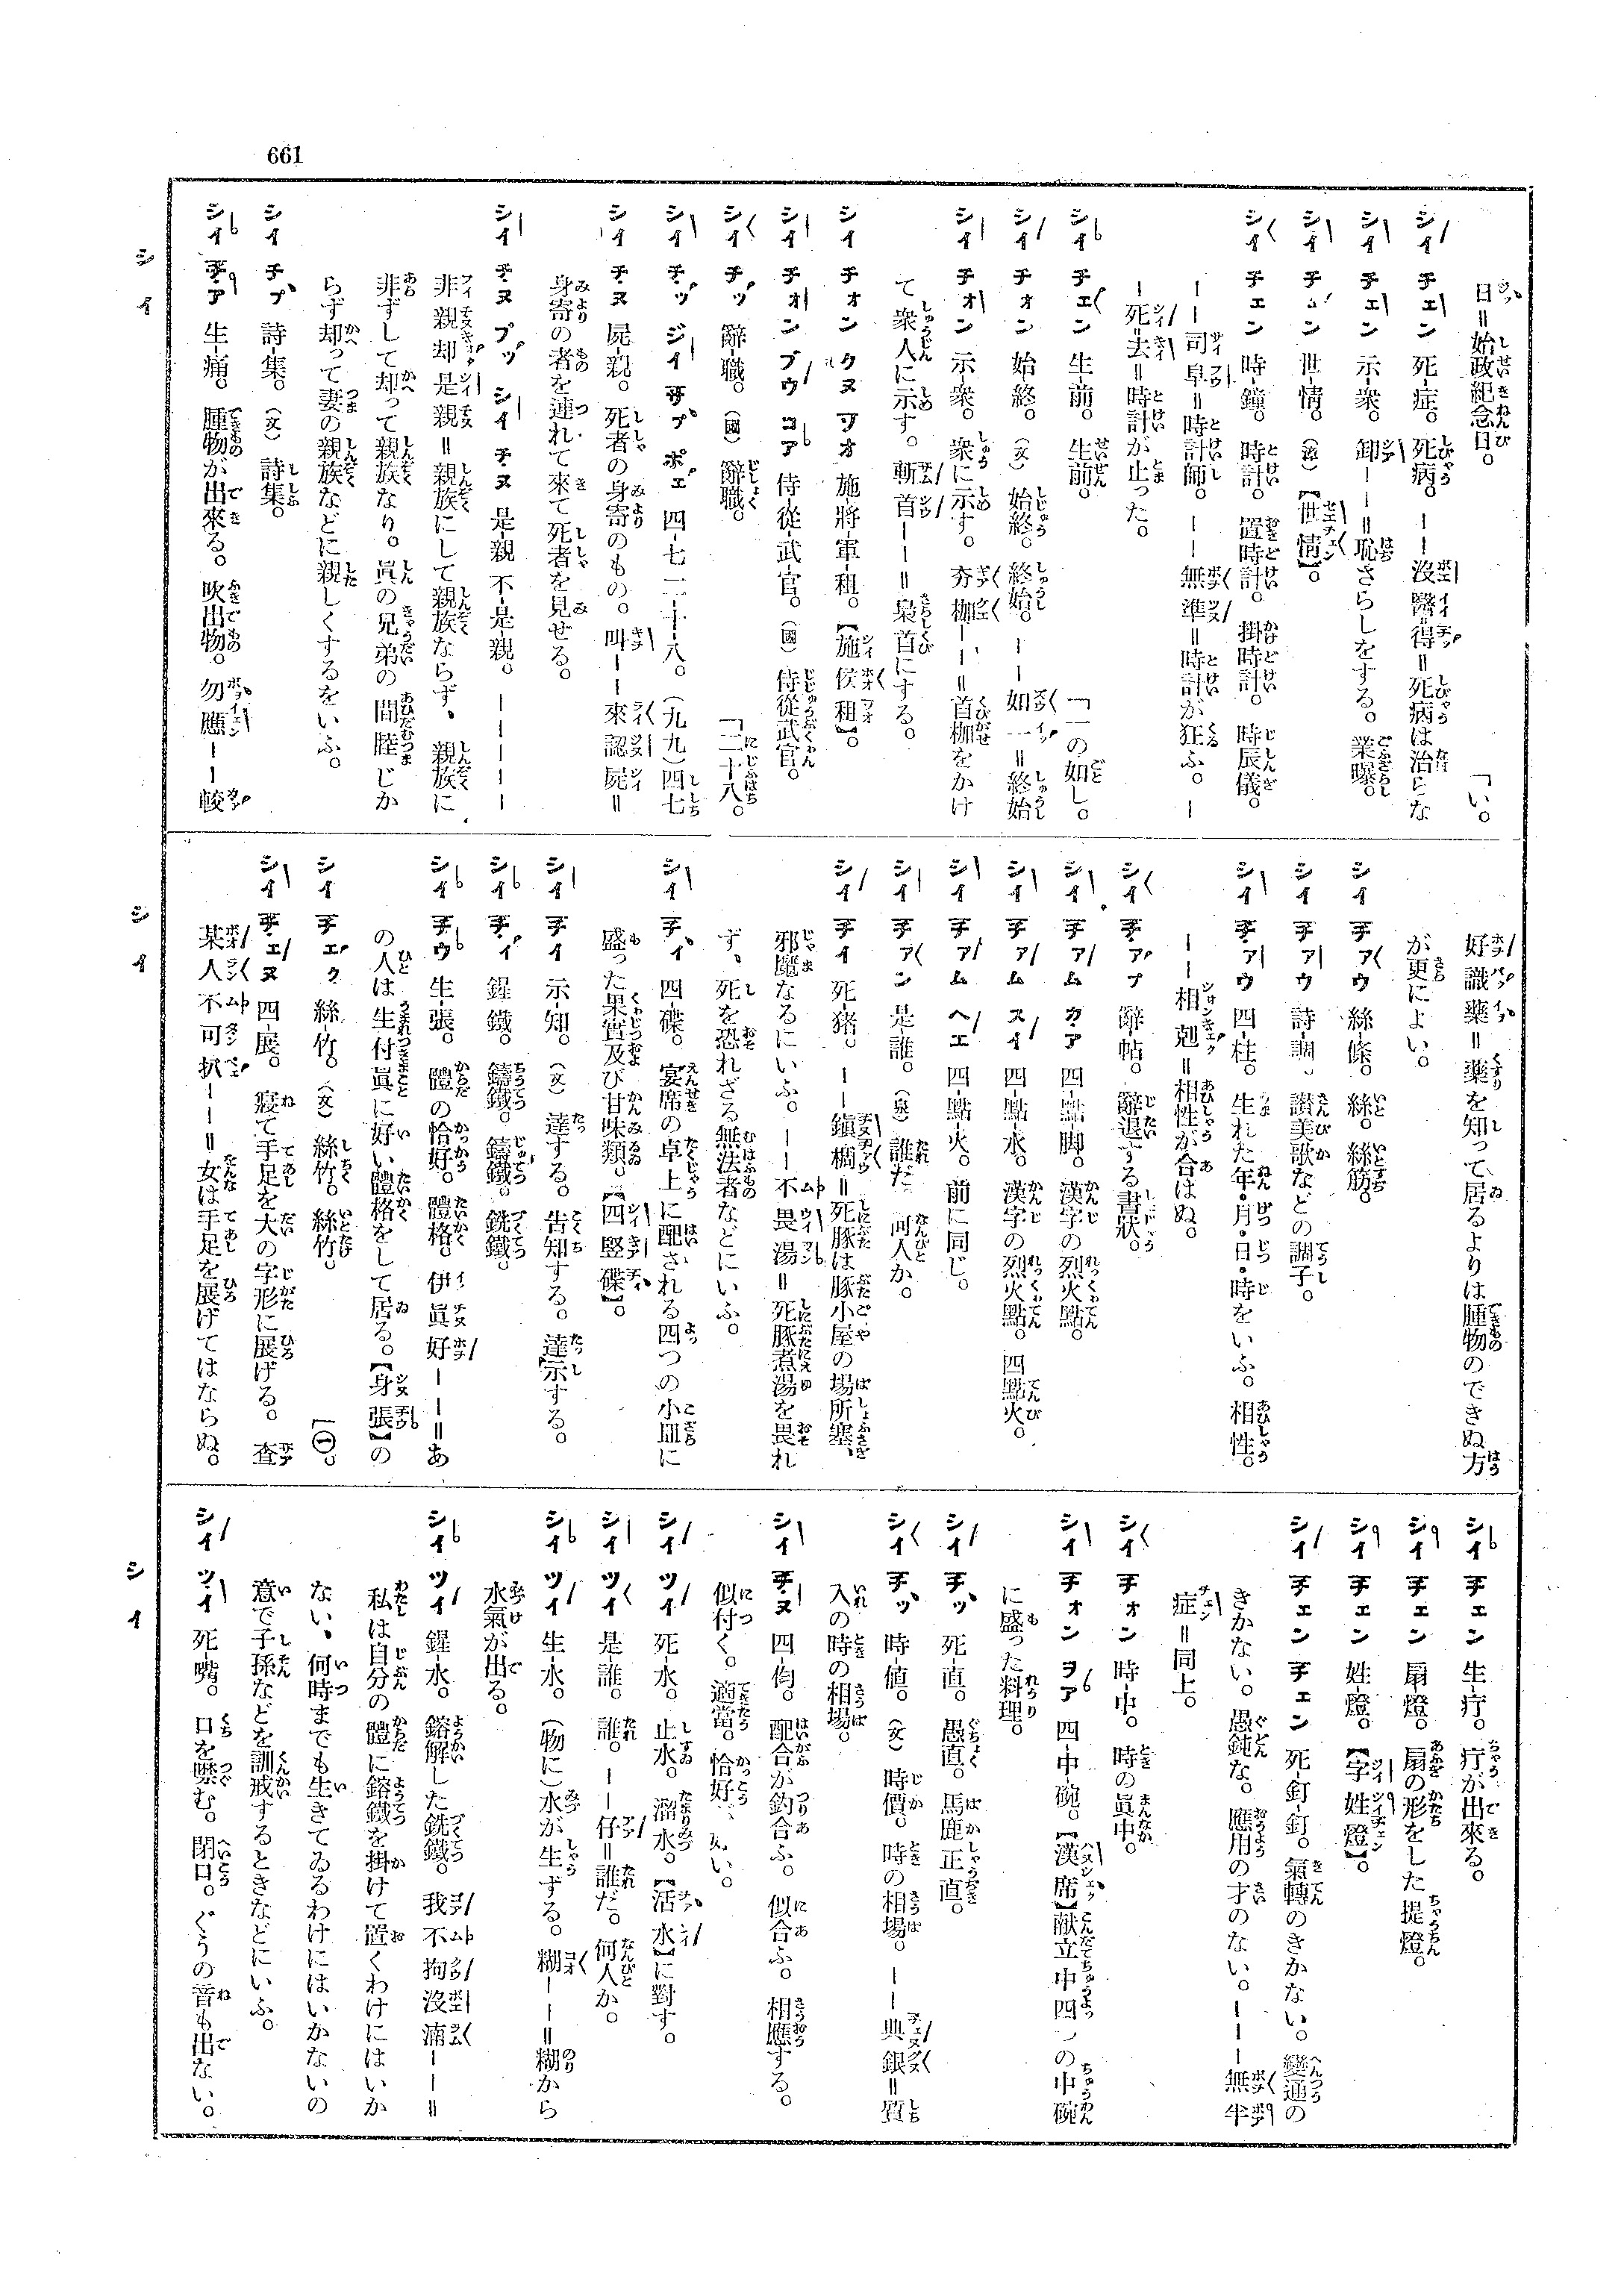 661
日＝始政紀念日。
シイ チエン 死-症。死病。――沒醫得＝死病は治らな「い。
シイ チエン 示-衆。卸――＝恥さらしをする。業曝。
シイ チエン 世-情。(泉)【世情】。
シイ チエン 時-鐘。時計。置時計。掛時計。時辰儀。
――司阜＝時計師。――無準＝時計が狂ふ。―
―死去＝時計が止った。
シイ チエン 生-前。生前。「一の如し。
シイ チオン 始-終。(文)始終。終始。――如一＝終始
シイ チオン 示-衆。衆に示す。夯枷――＝首枷をかけ
て衆人に示す。斬首――＝梟首にする。
シイ チオン クヌ ツオ 施-將-軍-租。【施侯租】。
シイ チオン ブウ コア 侍-從-武-官。(國)侍從武官。
シイ チツ 辭-職。(國)辭職。「二十八。
シイ チツ ジイ ザプ ポエ 四-七-二-十-八。(九九)四七
シイ チヌ 屍-親。死者の身寄のもの。叫――來認屍＝
身寄の者を連れて來て死者を見せる。
シイ チヌ プツ シイ チヌ 是-親不-是-親。―――――
非親却是親＝親族にして親族ならず、親族に
非ずして却って親族なり。眞の兄弟の間睦じか
らず却って妻の親族などに親しくするをいふ。
シイ チプ 詩-集。(文)詩集。
シイ チア 生-痛。腫物が出來る。吹出物。勿應――較
シ イ
好識藥＝藥を知って居るよりは腫物のできぬ方
が更によい。
シイ チアウ 絲-條。絲。絲筋。
シイ チアウ 詩-調。讃美歌などの調子。
シイ チアウ 四-柱。生れた年・月・日・時をいふ。相性。
――相剋＝相性が合はぬ。
シイ チアプ 辭-帖。辭退する書狀。
シイ チアム カア 四-點-脚。漢字の烈火點。
シイ チアム スイ 四-點-水。漢字の烈火點。四點火。
シイ チアム ヘエ 四-點-火。前に同じ。
シイ チアン 是-誰。(泉)誰だ。何人か。
シイ チイ 死-猪。――鎭椆＝死豚は豚小屋の場所塞、
邪魔なるにいふ。――不畏湯＝死豚煮湯を畏れ
ず、死を恐れざる無法者などにいふ。
シイ チイ 四-碟。宴席の卓上に配される四つの小皿に
盛った果實及び甘味類。【四堅碟】。
シイ チイ 示-知。(文)達する。告知する。達示する。
シイ チイ 鉎-鐵。鑄鐵。鑄鐵。銑鐵。
シイ チウ 生-張。體の恰好。體格。伊眞好――＝あ
の人は生付眞に好い體格をして居る。【身張】の
シイ チエク 絲-竹。(文)絲竹。絲竹。「㊀。
シイ チエヌ 四-展。寢て手足を大の字形に展げる。査
某人不可抧――＝女は手足を展げてはならぬ。
シ イ
シイ チエン 生-疔。疔が出來る。
シイ チエン 扇-燈。扇の形をした提燈。
シイ チエン 姓-燈。【字姓燈】。
シイ チエン チエン 死-釘-釘。氣轉のきかない。變通の
きかない。愚鈍な。應用の才のない。――無半
症＝同上。
シイ チオン 時-中。時の眞中。
シイ チオン ヲア 四-中-碗。【漢席】献立中四つの中碗
に盛った料理。
シイ チツ 死-直。愚直。馬鹿正直。
シイ チツ 時-値。(文)時價。時の相場。――典銀＝質
入の時の相場。
シイ チヌ 四-勻。配合が釣合ふ。似合ふ。相應する。
似付く。適當。恰好い。
シイ ツイ 死-水。止水。溜水。【活水】に對す。
シイ ツイ 是-誰。誰。――仔＝誰だ。何人か。
シイ ツイ 生-水。(物に)水が生ずる。糊――＝糊から
水氣が出る。
シイ ツイ 鉎-水。鎔解した銑鐵。我不拘沒滇――＝
私は自分の體に鎔鐵を掛けて置くわけにはいか
ない、何時までも生きてゐるわけにはいかないの
意で子孫などを訓戒するときなどにいふ。
シイ ツイ 死-嘴。口を噤む。閉口。ぐうの音も出ない。
シ イ